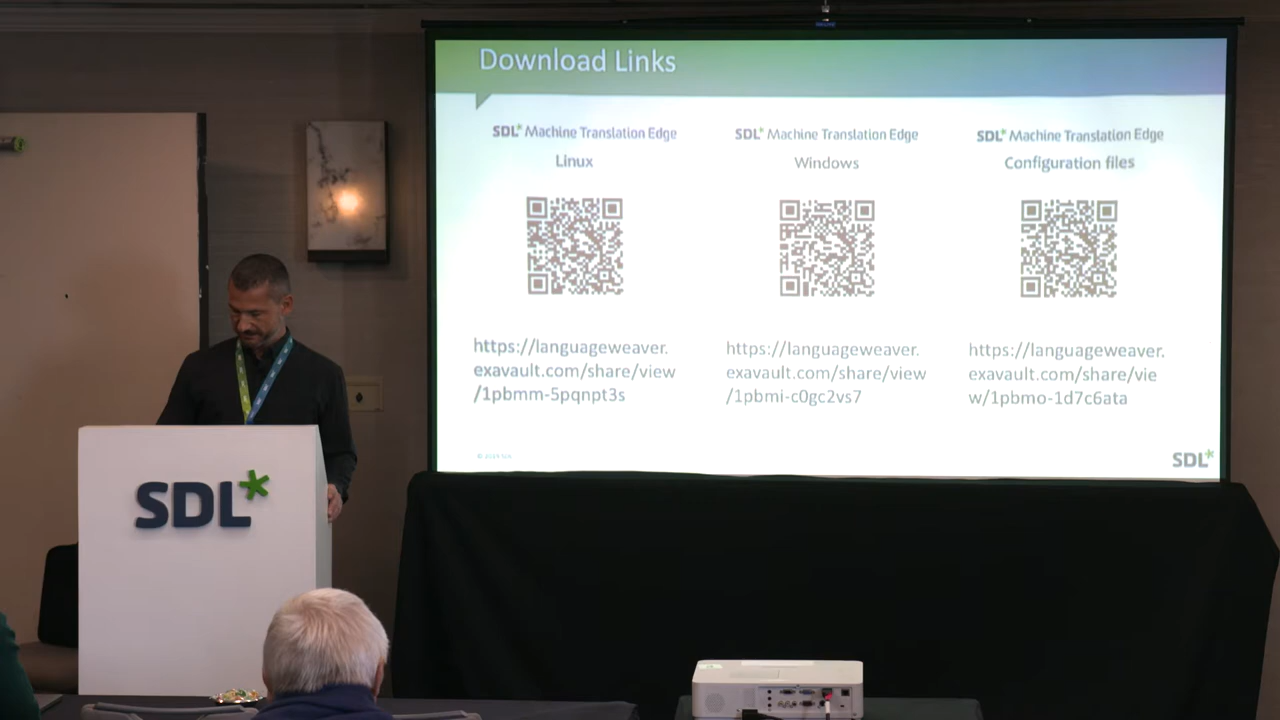 Download Links
SDL* Machine Translation Edge
Linux
https://languageweaver.
exavault.com/share/view
/1pbmm-5pqnpt3s
SDL* Machine Translation Edge
Windows
https://languageweaver.
exavault.com/share/view
/1pbmi-c0gc2vs7
SDL* Machine Translation Edge
Configuration files
https://languageweaver.
exavault.com/share/vie
w/1pbmo-1d7c6ata
SDL*
SDL*